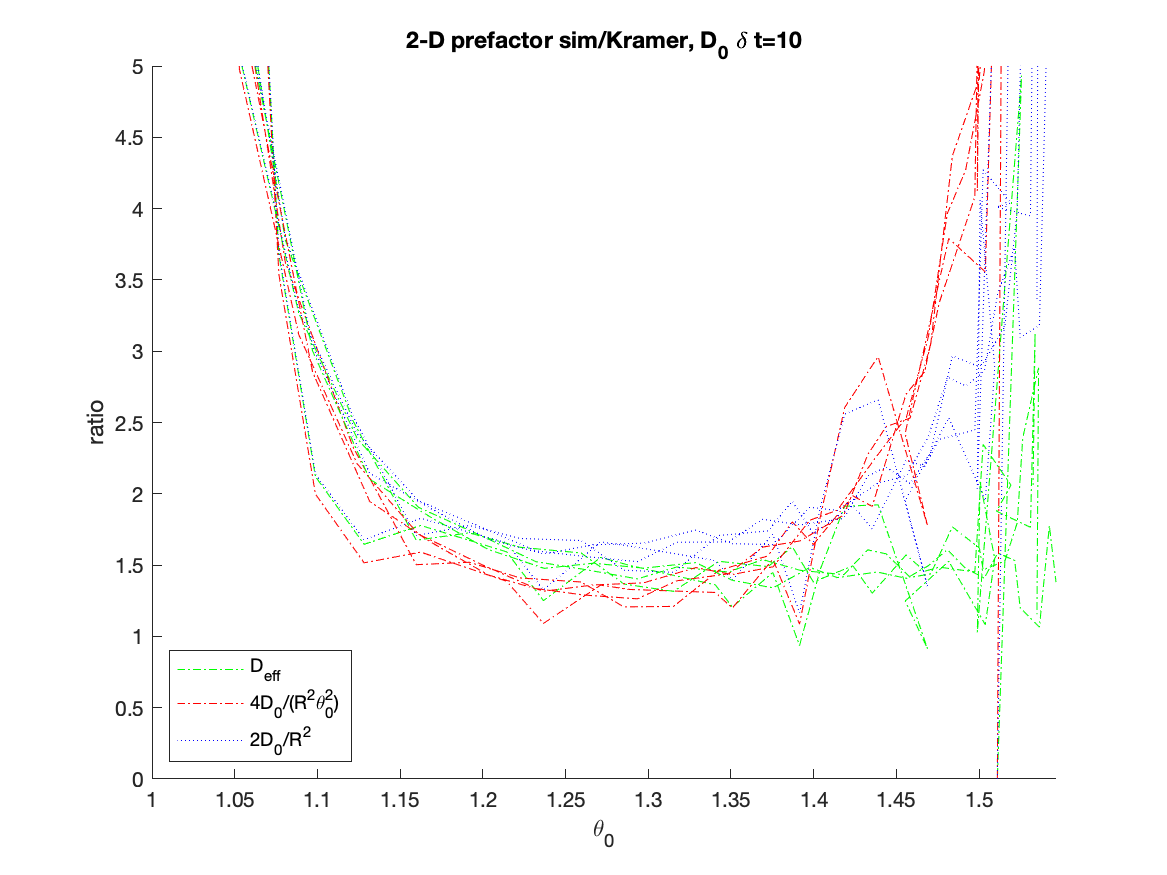 2-D prefactor sim/Kramer, D₀ δ t=10
5
4.5
4
3.5
3
2.5
2
1.5
1
0.5
0
ratio
D_eff
4D₀/(R²θ₀²)
2D₀/R²
1 1.05 1.1 1.15 1.2 1.25 1.3 1.35 1.4 1.45 1.5
θ₀